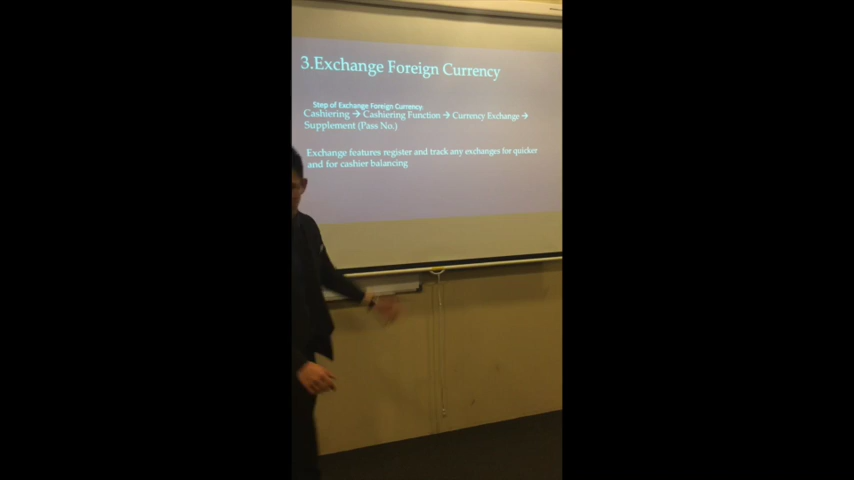 3.Exchange Foreign Currency
Step of Exchange Foreign Currency.
Cashiering → Cashiering Function → Currency Exchange →
Supplement (Pass No.)
Exchange features register and track any exchanges for quicker
and for cashier balancing